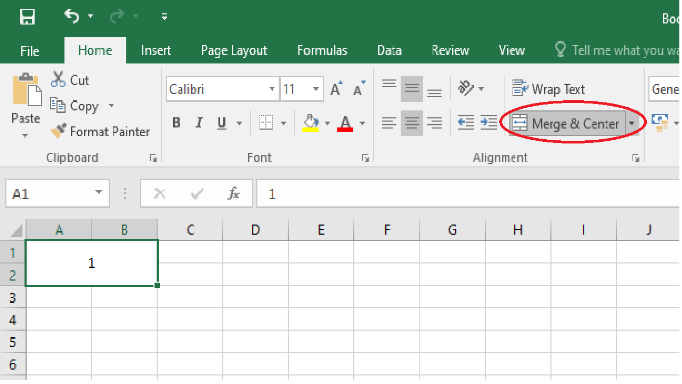 Boo
File Home Insert Page Layout Formulas Data Review View Tell me what you wa
Cut
Copy
Format Painter
Paste
Calibri 11 A A
B I U A
Wrap Text
Merge & Center
Gene
Clipboard Font Alignment
A1 fx 1
A B C D E F G H I J
1
2
1
3
4
5
6